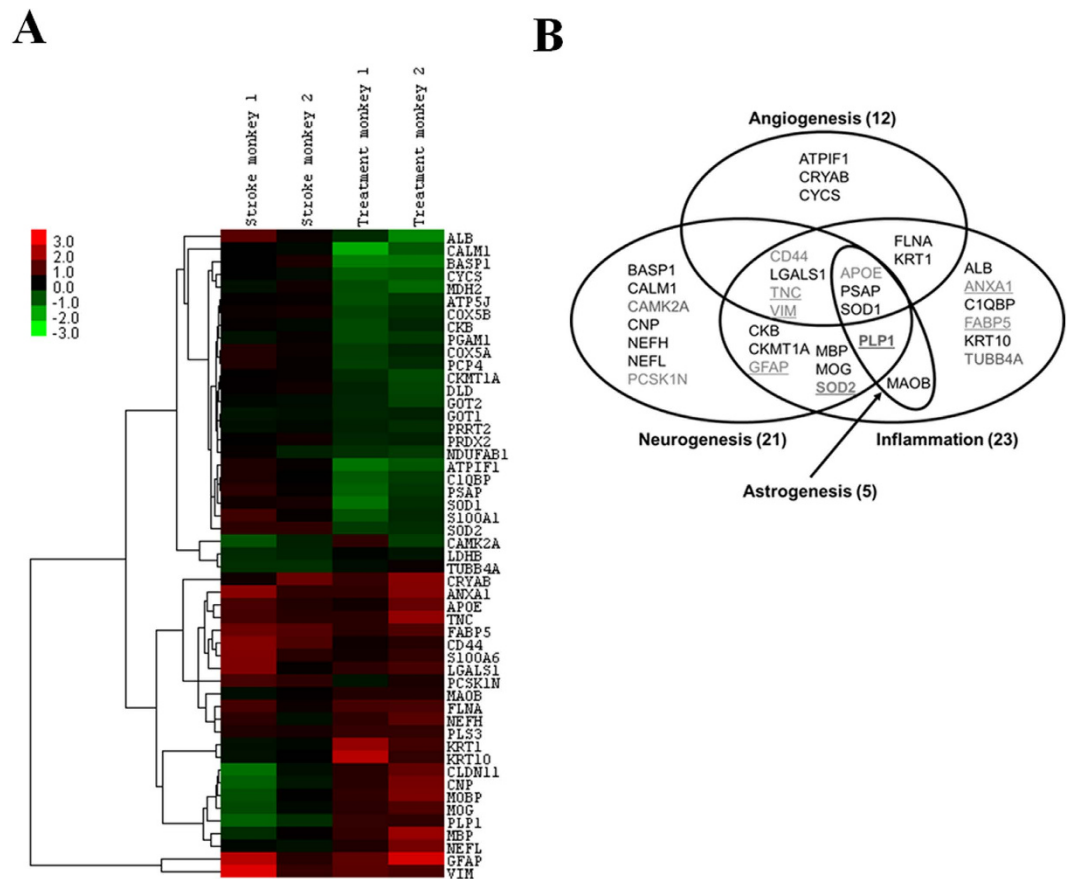 A
B
Stroke monkey 1
Stroke monkey 2
Treatment monkey 1
Treatment monkey 2
3.0
2.0
1.0
0.0
-1.0
-2.0
-3.0
ALB
CALM1
BASP1
CYCS
MDH2
ATP5J
COX5B
CKB
PGAM1
COX5A
PCP4
CKMT1A
DLD
GOT2
GOT1
PRRT2
PRDX2
NDUFAB1
ATPIF1
C1QBP
PSAP
SOD1
S100A1
SOD2
CAMK2A
LDHB
TUBB4A
CRYAB
ANXA1
APOE
TNC
FABP5
CD44
S100A6
LGALS1
PCSK1N
MAOB
FLNA
NEFH
PLS3
KRT1
KRT10
CLDN11
CNP
MOBP
MOG
PLP1
MBP
NEFL
GFAP
VIM
Angiogenesis (12)
ATPIF1
CRYAB
CYCS
FLNA
KRT1
BASP1
CALM1
CAMK2A
CNP
NEFH
NEFL
PCSK1N
CD44
LGALS1
TNC
VIM
APOE
PSAP
SOD1
ALB
ANXA1
C1QBP
FABP5
KRT10
TUBB4A
CKB
CKMT1A
GFAP
MBP
MOG
SOD2
PLP1
MAOB
Neurogenesis (21)
Inflammation (23)
Astrogenesis (5)